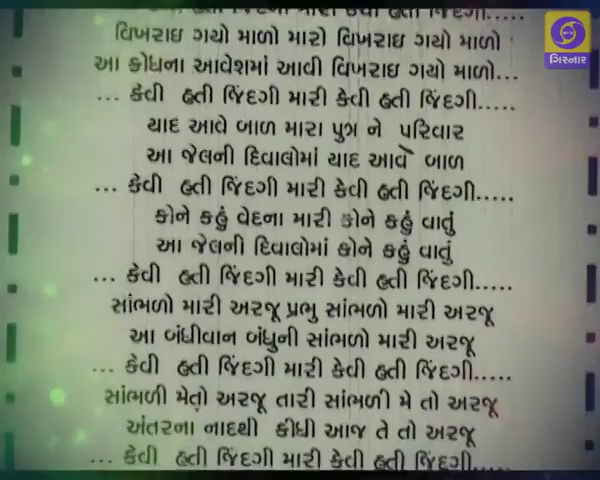 વિખરાઇ ગયો માળો મારો વિખરાઇ ગયો માળો
આ ક્રોધના આવેશમાં આવી વિખરાઇ ગયો માળો...
... કેવી હતી જિંદગી મારી કેવી હતી જિંદગી.....
યાદ આવે બાળ મારા પુત્ર ને પરિવાર
આ જેલની દિવાલોમાં યાદ આવે બાળ
... કેવી હતી જિંદગી મારી કેવી હતી જિંદગી.....
કોને કહું વેદના મારી કોને કહું વાતું
આ જેલની દિવાલોમાં કોને કહું વાતું
... કેવી હતી જિંદગી મારી કેવી હતી જિંદગી.....
સાંભળો મારી અરજૂ પ્રભુ સાંભળો મારી અરજૂ
આ બંધીવાન બંધુની સાંભળો મારી અરજૂ
... કેવી હતી જિંદગી મારી કેવી હતી જિંદગી.....
સાંભળી મેતો અરજૂ તારી સાંભળી મે તો અરજૂ
અંતરના નાદથી કીધી આજ તે તો અરજૂ
... કેવી હતી જિંદગી મારી કેવી હતી જિંદગી.....
ગિરનાર